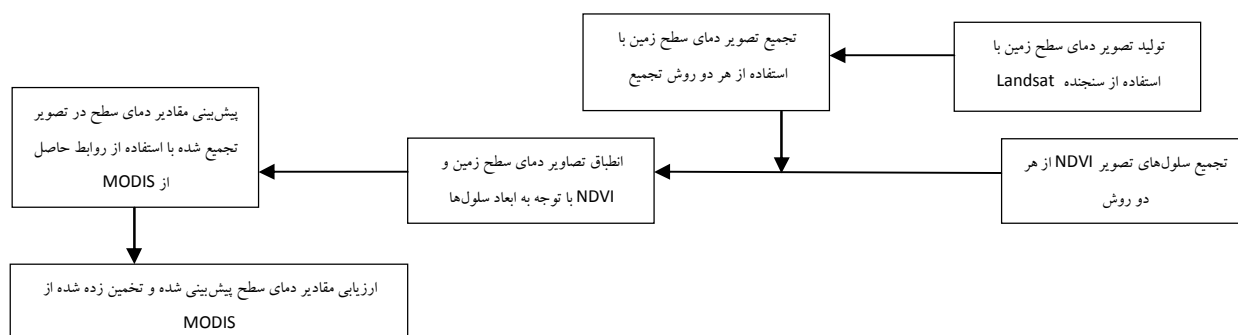 تولید تصویر دمای سطح زمین با
استفاده از سنجنده Landsat
تجمیع تصویر دمای سطح زمین با
استفاده از هر دو روش تجمیع
تجمیع سلول‌های تصویر NDVI از هر
دو روش
انطباق تصاویر دمای سطح زمین و
NDVI با توجه به ابعاد سلول‌ها
پیش‌بینی مقادیر دمای سطح در تصویر
تجمیع شده با استفاده از روابط حاصل
از MODIS
ارزیابی مقادیر دمای سطح پیش‌بینی شده و تخمین زده شده از
MODIS